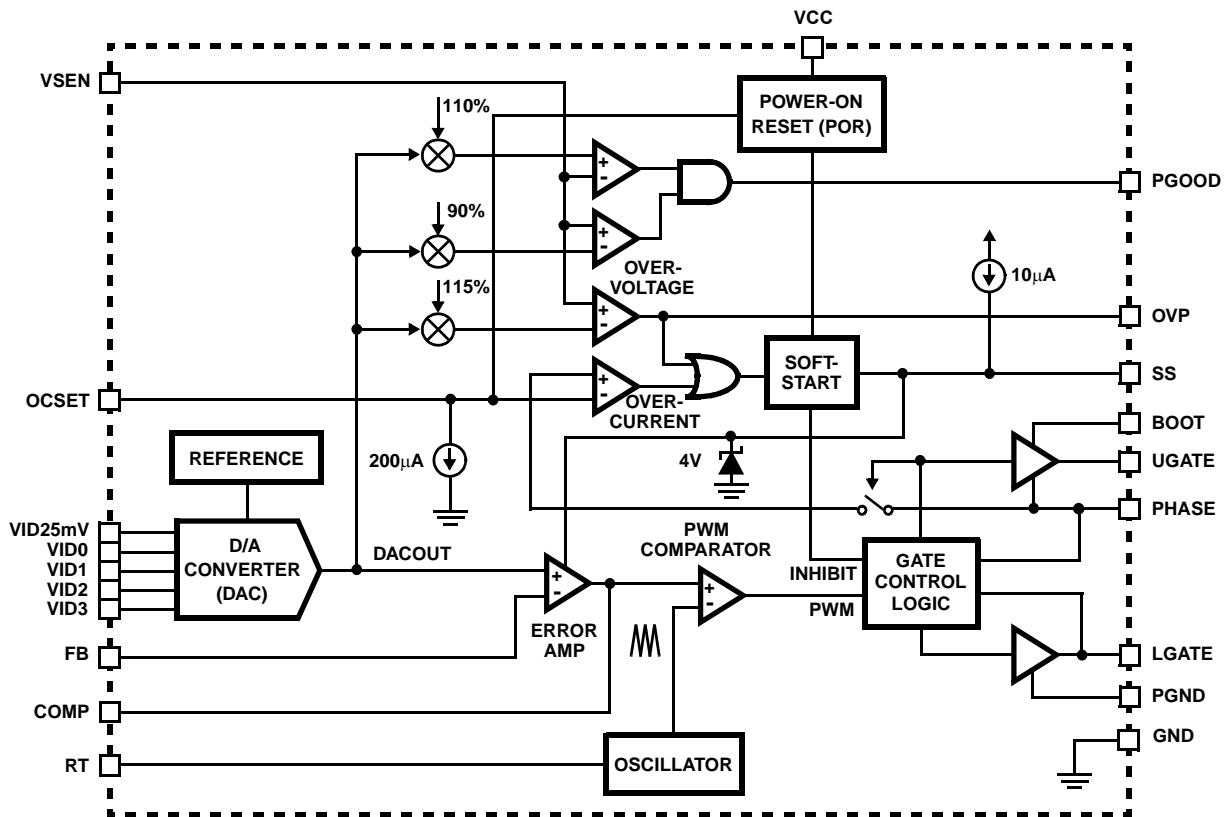 VCC
VSEN
POWER-ON
RESET (POR)
110%
PGOOD
+
-
90%
+
-
OVER-
VOLTAGE
10μA
115%
+
-
OVP
SOFT-
START
SS
OCSET
+
-
OVER-
CURRENT
BOOT
REFERENCE
200μA
4V
UGATE
PHASE
VID25mV
VID0
VID1
VID2
VID3
D/A
CONVERTER
(DAC)
DACOUT
PWM
COMPARATOR
+
-
+
-
INHIBIT
PWM
GATE
CONTROL
LOGIC
ERROR
AMP
FB
LGATE
PGND
COMP
GND
RT
OSCILLATOR